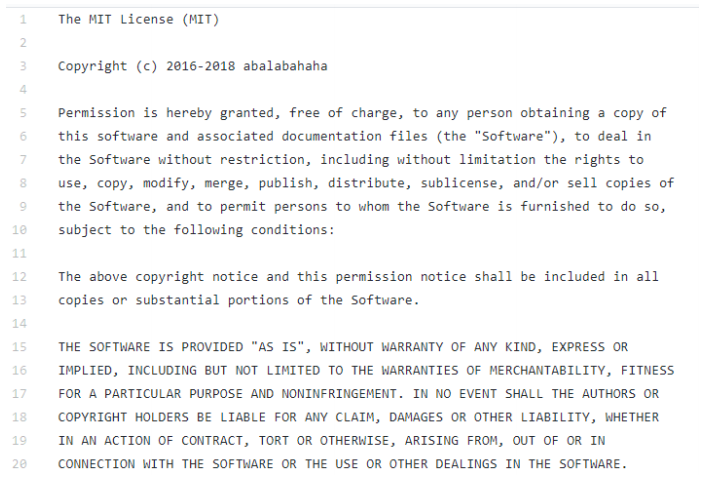 1 The MIT License (MIT)
2
3 Copyright (c) 2016-2018 abalabahaha
4
5 Permission is hereby granted, free of charge, to any person obtaining a copy of
6 this software and associated documentation files (the "Software"), to deal in
7 the Software without restriction, including without limitation the rights to
8 use, copy, modify, merge, publish, distribute, sublicense, and/or sell copies of
9 the Software, and to permit persons to whom the Software is furnished to do so,
10 subject to the following conditions:
11
12 The above copyright notice and this permission notice shall be included in all
13 copies or substantial portions of the Software.
14
15 THE SOFTWARE IS PROVIDED "AS IS", WITHOUT WARRANTY OF ANY KIND, EXPRESS OR
16 IMPLIED, INCLUDING BUT NOT LIMITED TO THE WARRANTIES OF MERCHANTABILITY, FITNESS
17 FOR A PARTICULAR PURPOSE AND NONINFRINGEMENT. IN NO EVENT SHALL THE AUTHORS OR
18 COPYRIGHT HOLDERS BE LIABLE FOR ANY CLAIM, DAMAGES OR OTHER LIABILITY, WHETHER
19 IN AN ACTION OF CONTRACT, TORT OR OTHERWISE, ARISING FROM, OUT OF OR IN
20 CONNECTION WITH THE SOFTWARE OR THE USE OR OTHER DEALINGS IN THE SOFTWARE.